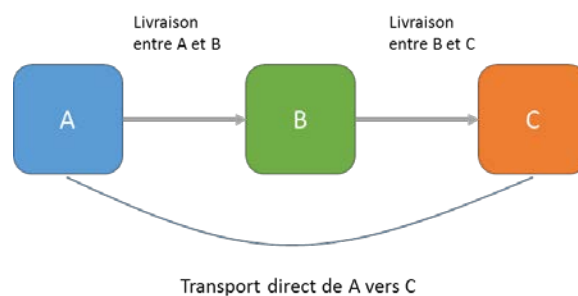 Livraison
entre A et B
Livraison
entre B et C
A
B
C
Transport direct de A vers C